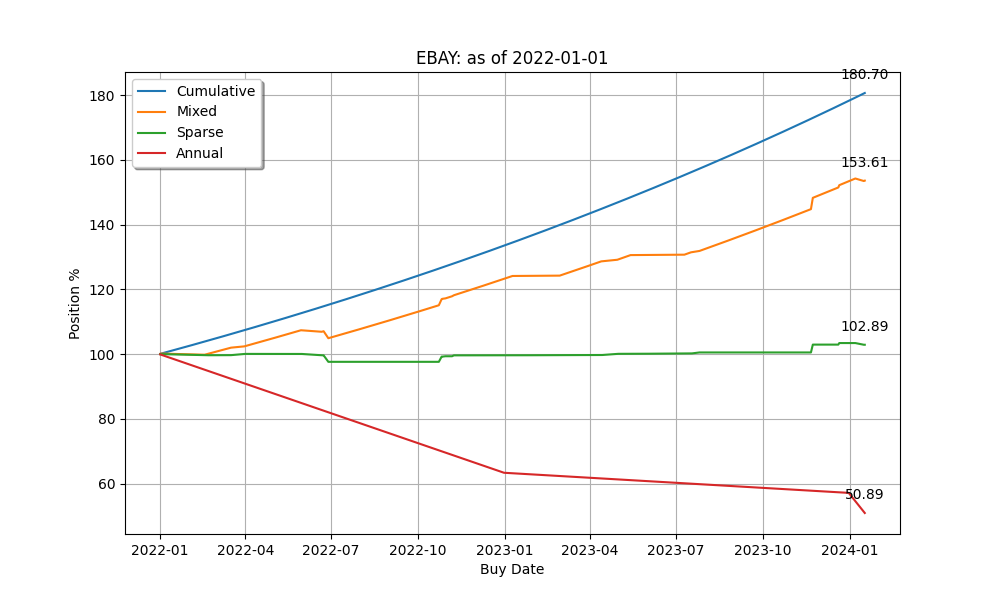 EBAY: as of 2022-01-01
Cumulative
Mixed
Sparse
Annual
180.70
153.61
102.89
50.89
Position %
180
160
140
120
100
80
60
2022-01 2022-04 2022-07 2022-10 2023-01 2023-04 2023-07 2023-10 2024-01
Buy Date